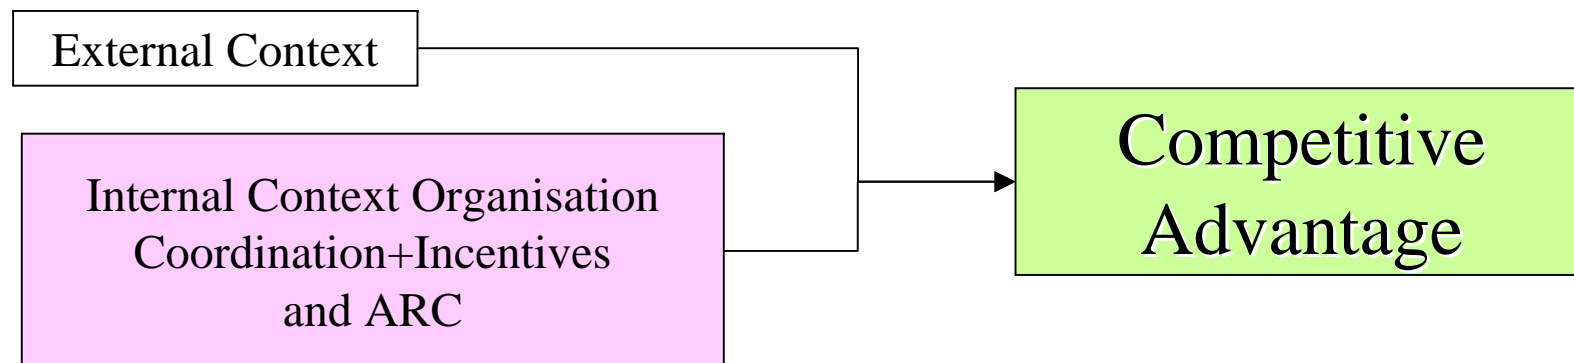 External Context
Internal Context Organisation
Coordination+Incentives
and ARC
Competitive
Advantage